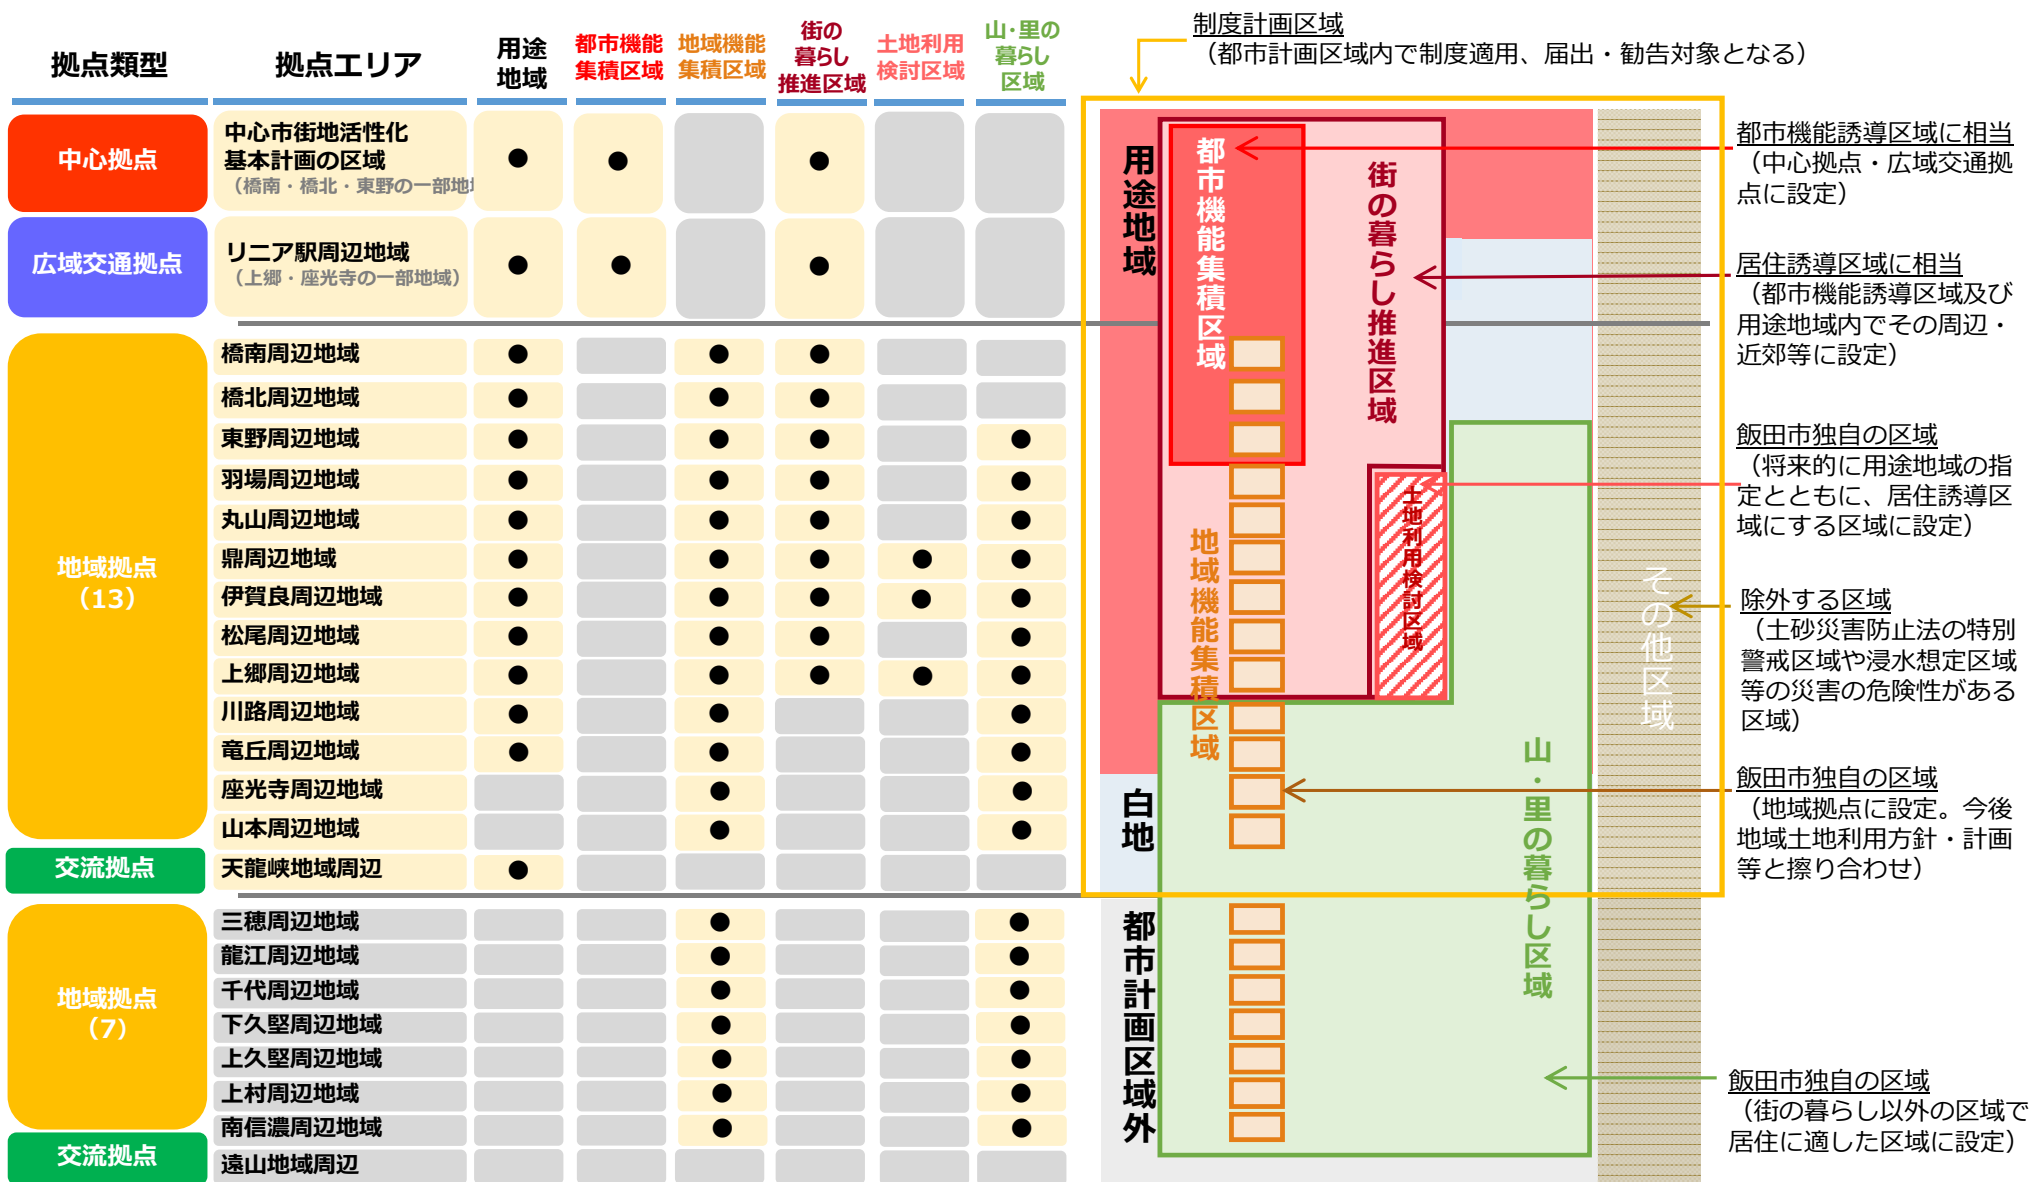 拠点類型
拠点エリア
用途
地域
都市機能
集積区域
地域機能
集積区域
街の
暮らし
推進区域
土地利用
検討区域
山・里の
暮らし
区域
中心拠点
中心市街地活性化
基本計画の区域
（橋南・橋北・東野の一部地
● ● ●
広域交通拠点
リニア駅周辺地域
（上郷・座光寺の一部地域）
● ● ●
地域拠点
（13）
橋南周辺地域 ● ● ●
橋北周辺地域 ● ● ●
東野周辺地域 ● ● ● ●
羽場周辺地域 ● ● ● ●
丸山周辺地域 ● ● ● ●
鼎周辺地域 ● ● ● ● ●
伊賀良周辺地域 ● ● ● ● ●
松尾周辺地域 ● ● ● ●
上郷周辺地域 ● ● ● ● ●
川路周辺地域 ● ● ●
竜丘周辺地域 ● ● ●
座光寺周辺地域 ● ●
山本周辺地域 ● ●
交流拠点
天龍峡地域周辺 ●
地域拠点
（7）
三穂周辺地域 ● ●
龍江周辺地域 ● ●
千代周辺地域 ● ●
下久堅周辺地域 ● ●
上久堅周辺地域 ● ●
上村周辺地域 ● ●
南信濃周辺地域 ● ●
交流拠点
遠山地域周辺
制度計画区域
（都市計画区域内で制度適用、届出・勧告対象となる）
用途地域
白地
都市計画区域外
都市機能集積区域
街の暮らし推進区域
地域機能集積区域
土地利用検討区域
山・里の暮らし区域
その他区域
都市機能誘導区域に相当
（中心拠点・広域交通拠
点に設定）
居住誘導区域に相当
（都市機能誘導区域及び
用途地域内でその周辺・
近郊等に設定）
飯田市独自の区域
（将来的に用途地域の指
定とともに、居住誘導区
域にする区域に設定）
除外する区域
（土砂災害防止法の特別
警戒区域や浸水想定区域
等の災害の危険性がある
区域）
飯田市独自の区域
（地域拠点に設定。今後
地域土地利用方針・計画
等と擦り合わせ）
飯田市独自の区域
（街の暮らし以外の区域で
居住に適した区域に設定）